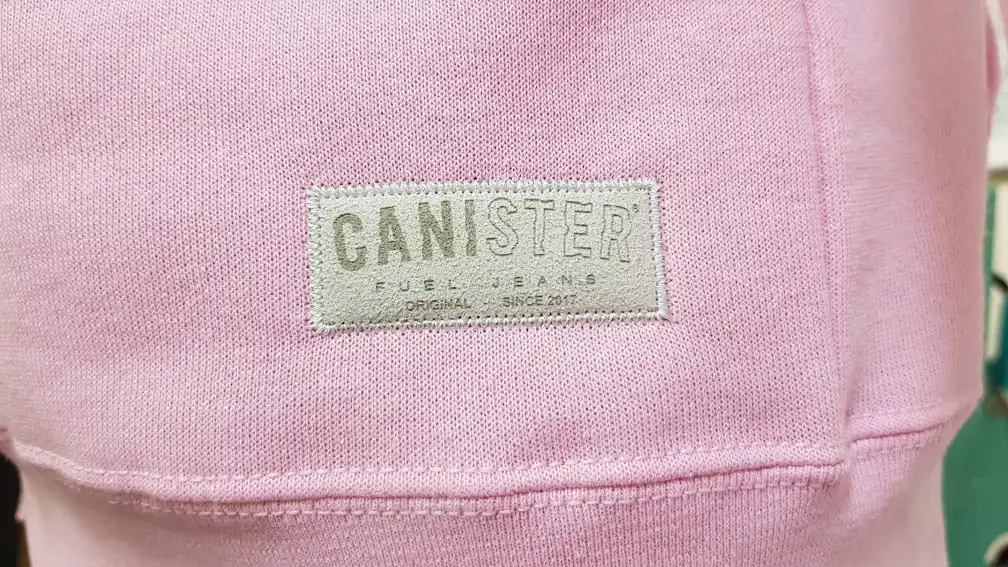 CANISTER®
FUEL JEANS
ORIGINAL - SINCE 2017